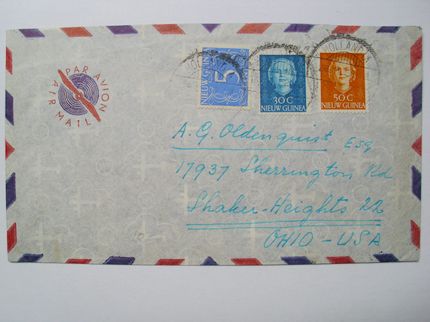 PAR AVION
AIR MAIL
5
NIEUW GUINEA
30 C
NIEUW GUINEA
50 C
NIEUW GUINEA
HOLLANDIA
A. G. Oldenquist Esq
17937 Sherrington Rd
Shaker-Heights 22
OHIO-USA